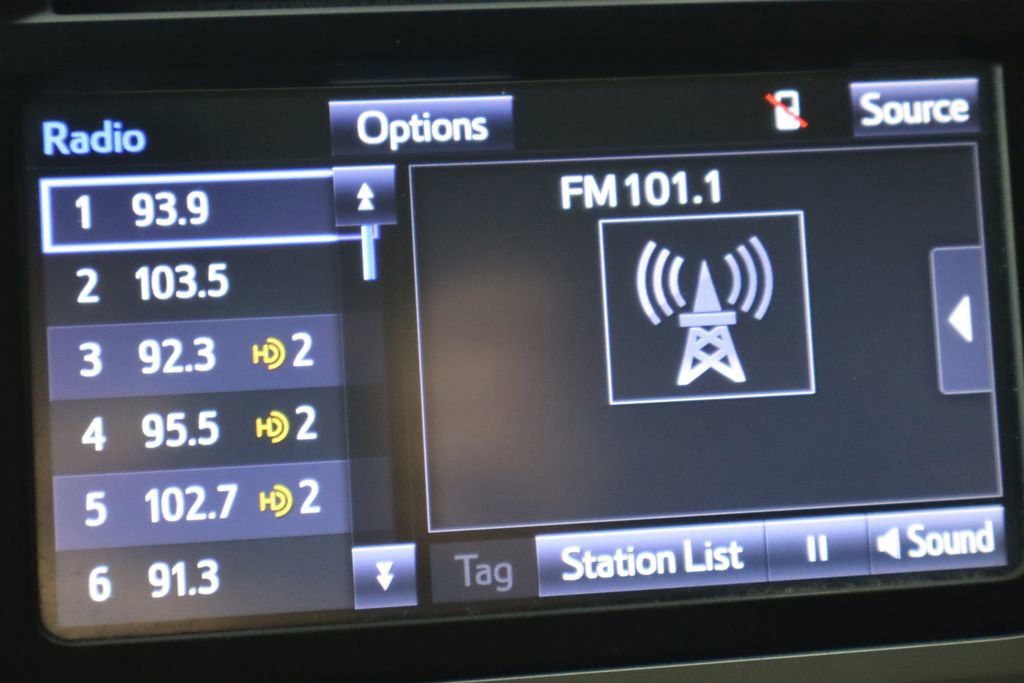 Radio
Options
Source
1 93.9
2 103.5
3 92.3 HD 2
4 95.5 HD 2
5 102.7 HD 2
6 91.3
FM 101.1
Tag
Station List
Sound